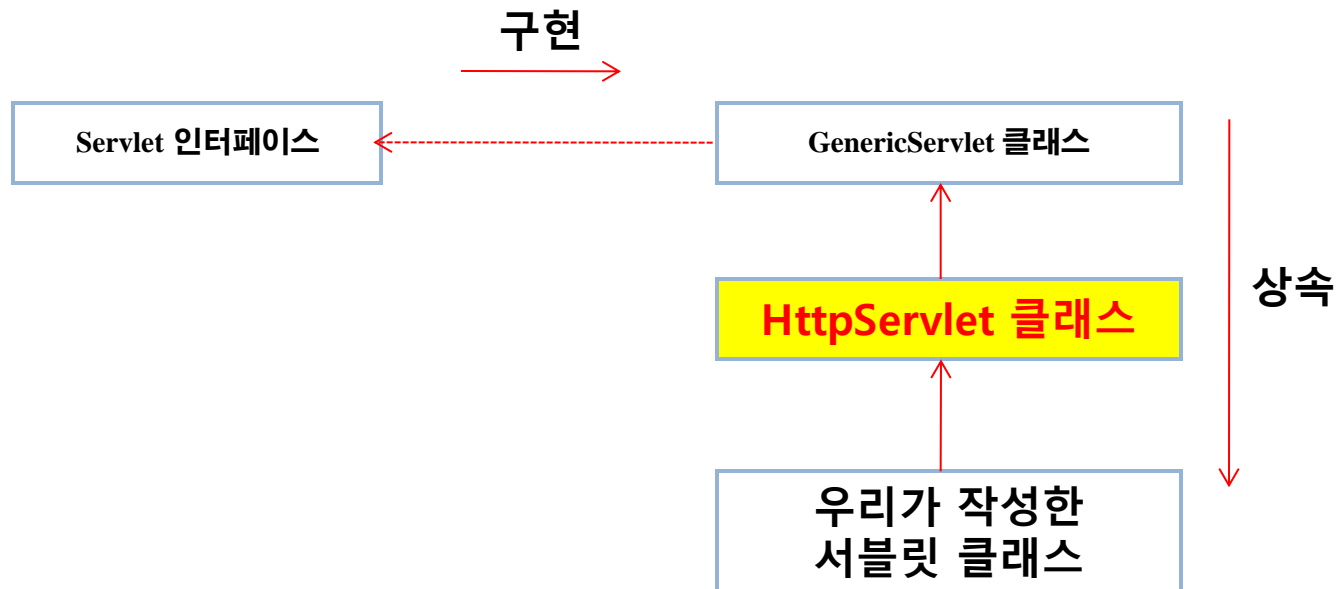 구현
Servlet 인터페이스
GenericServlet 클래스
HttpServlet 클래스
상속
우리가 작성한
서블릿 클래스